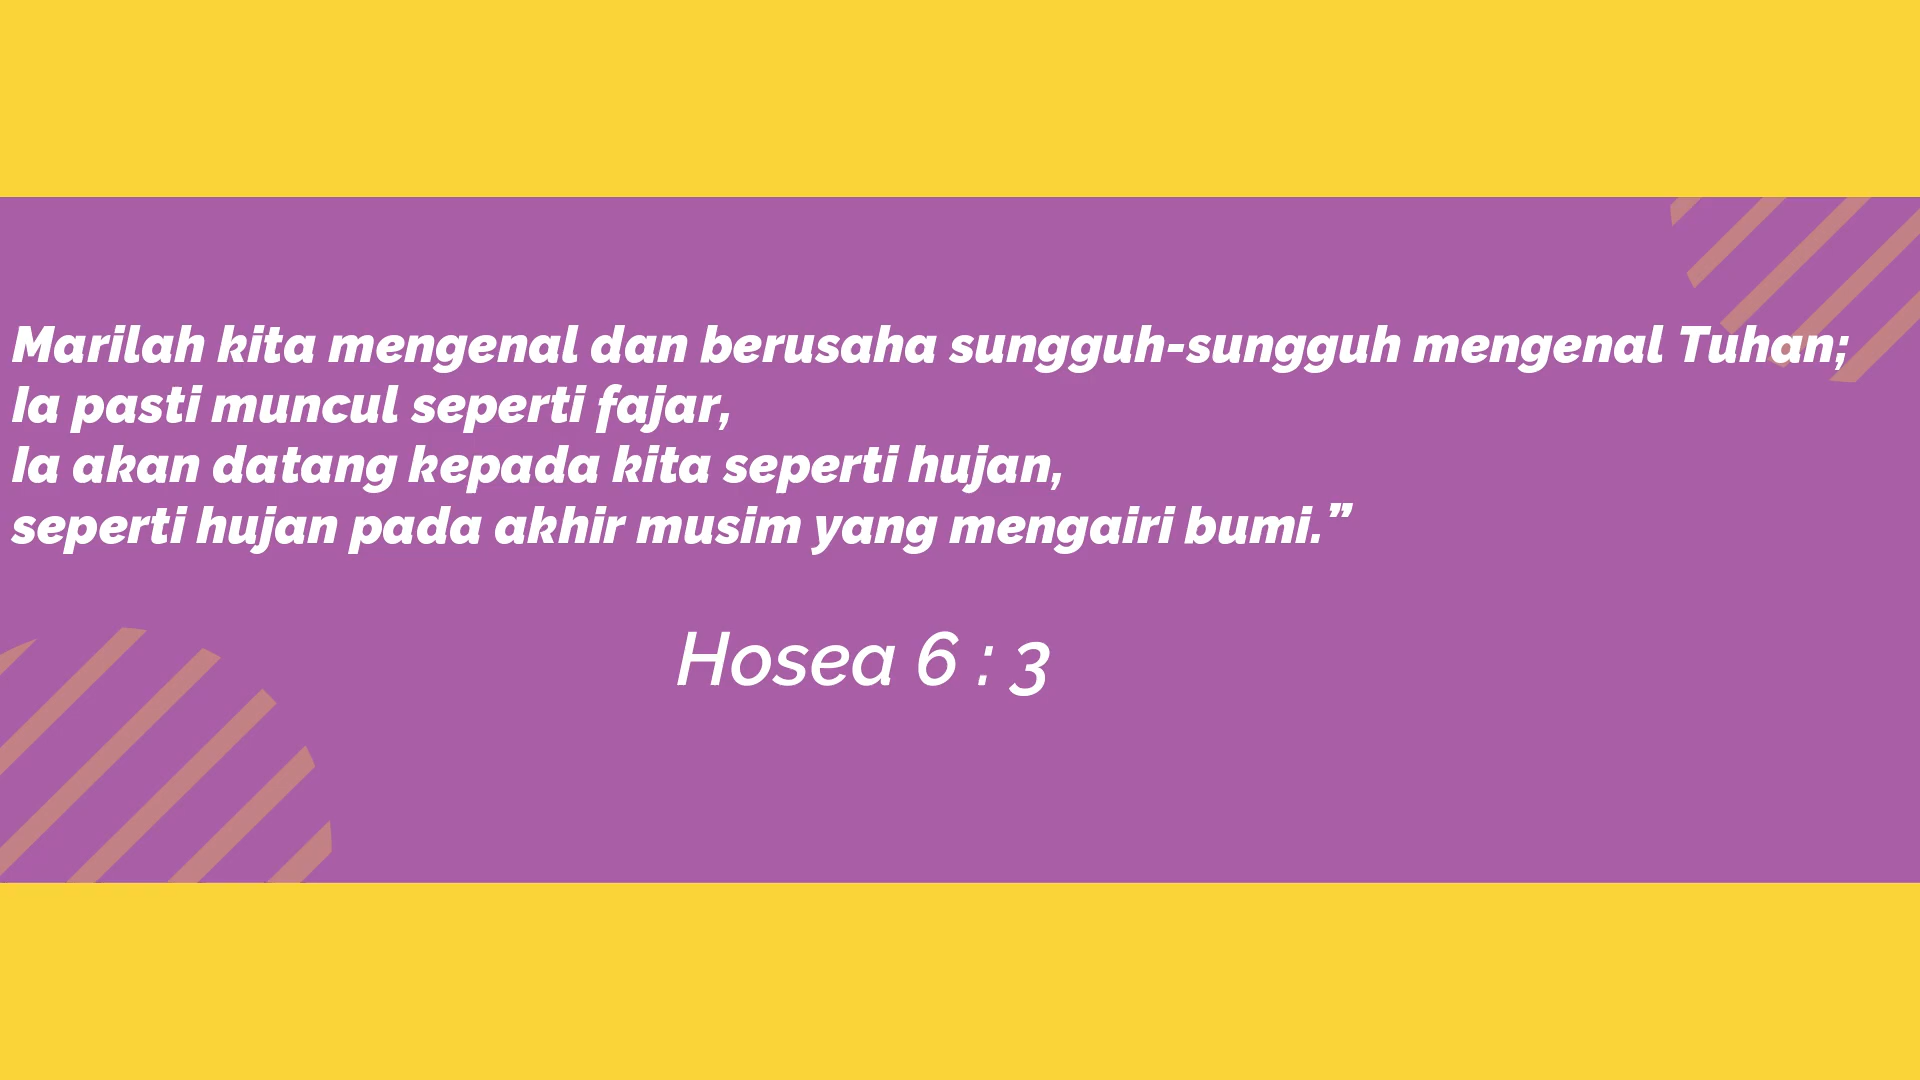 Marilah kita mengenal dan berusaha sungguh-sungguh mengenal Tuhan;
Ia pasti muncul seperti fajar,
Ia akan datang kepada kita seperti hujan,
seperti hujan pada akhir musim yang mengairi bumi.”
Hosea 6 : 3